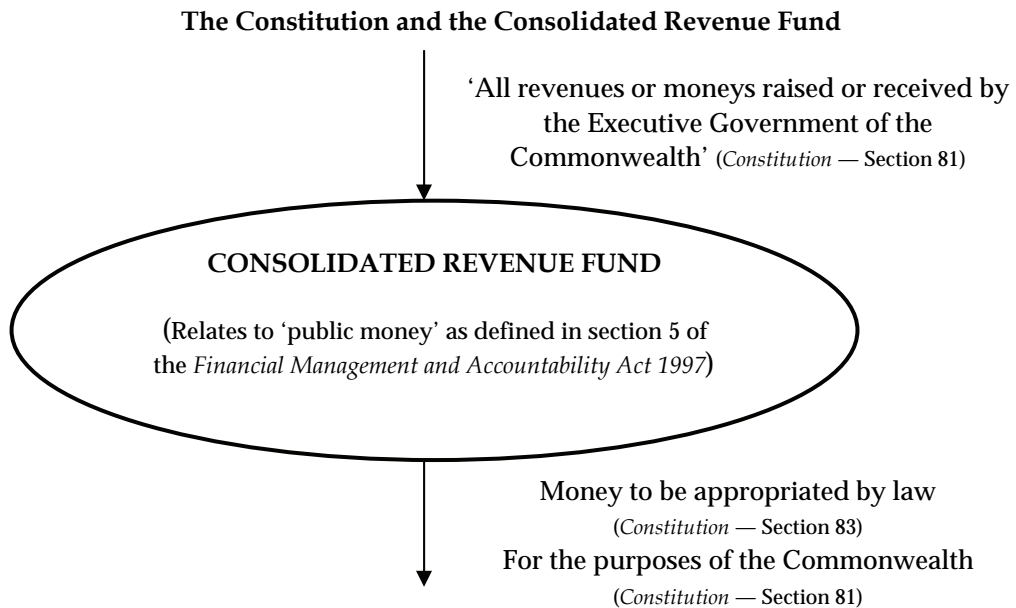 The Constitution and the Consolidated Revenue Fund
‘All revenues or moneys raised or received by
the Executive Government of the
Commonwealth’ (Constitution — Section 81)
CONSOLIDATED REVENUE FUND
(Relates to ‘public money’ as defined in section 5 of
the Financial Management and Accountability Act 1997)
Money to be appropriated by law
(Constitution — Section 83)
For the purposes of the Commonwealth
(Constitution — Section 81)